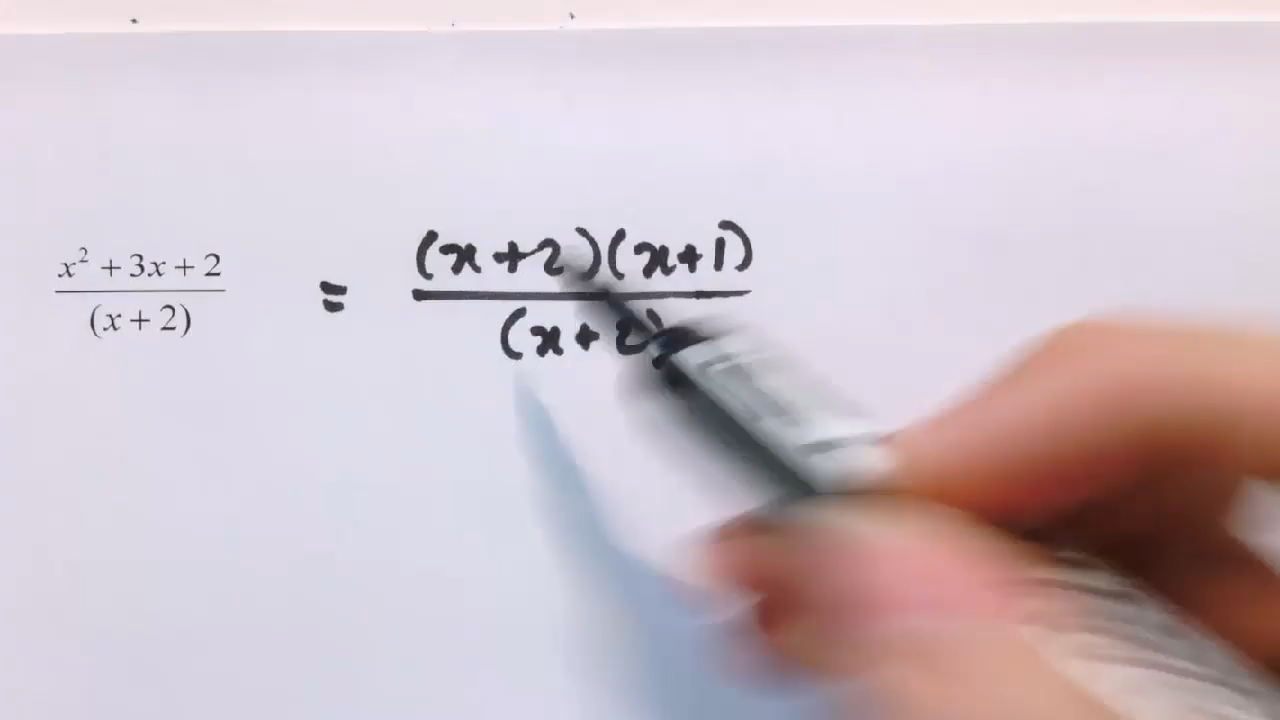 x² + 3x + 2 / (x + 2) = (x+2)(x+1) / (x+2)